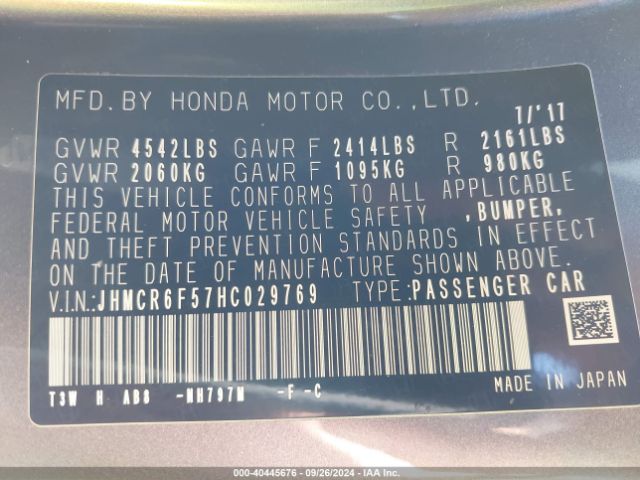 MFD. BY HONDA MOTOR CO., LTD. 7/'17
GVWR 4542LBS GAWR F 2414LBS R 2161LBS
GVWR 2060KG GAWR F 1095KG R 980KG
THIS VEHICLE CONFORMS TO ALL APPLICABLE
FEDERAL MOTOR VEHICLE SAFETY ,BUMPER,
AND THEFT PREVENTION STANDARDS IN EFFECT
ON THE DATE OF MANUFACTURE SHOWN ABOVE.
V.I.N.:JHMCR6F57HC029769 TYPE:PASSENGER CAR
T3W H AB8 -NH797M -F -C MADE IN JAPAN
000-40445676 - 09/26/2024 - IAA Inc.